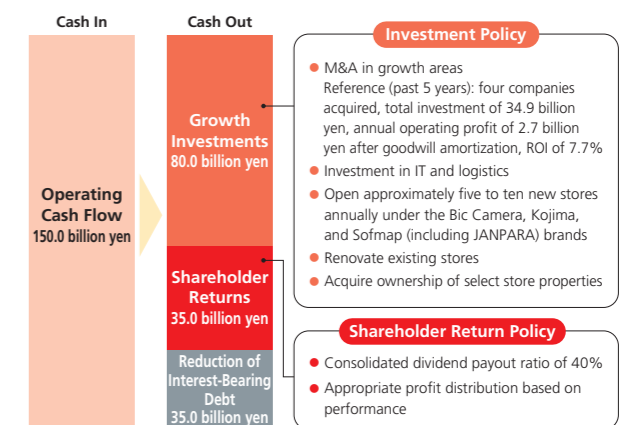 Cash In
Cash Out
Operating
Cash Flow
150.0 billion yen
Growth
Investments
80.0 billion yen
Shareholder
Returns
35.0 billion yen
Reduction of
Interest-Bearing
Debt
35.0 billion yen
Investment Policy
● M&A in growth areas
Reference (past 5 years): four companies
acquired, total investment of 34.9 billion
yen, annual operating profit of 2.7 billion
yen after goodwill amortization, ROI of 7.7%
● Investment in IT and logistics
● Open approximately five to ten new stores
annually under the Bic Camera, Kojima,
and Sofmap (including JANPARA) brands
● Renovate existing stores
● Acquire ownership of select store properties
Shareholder Return Policy
● Consolidated dividend payout ratio of 40%
● Appropriate profit distribution based on
performance